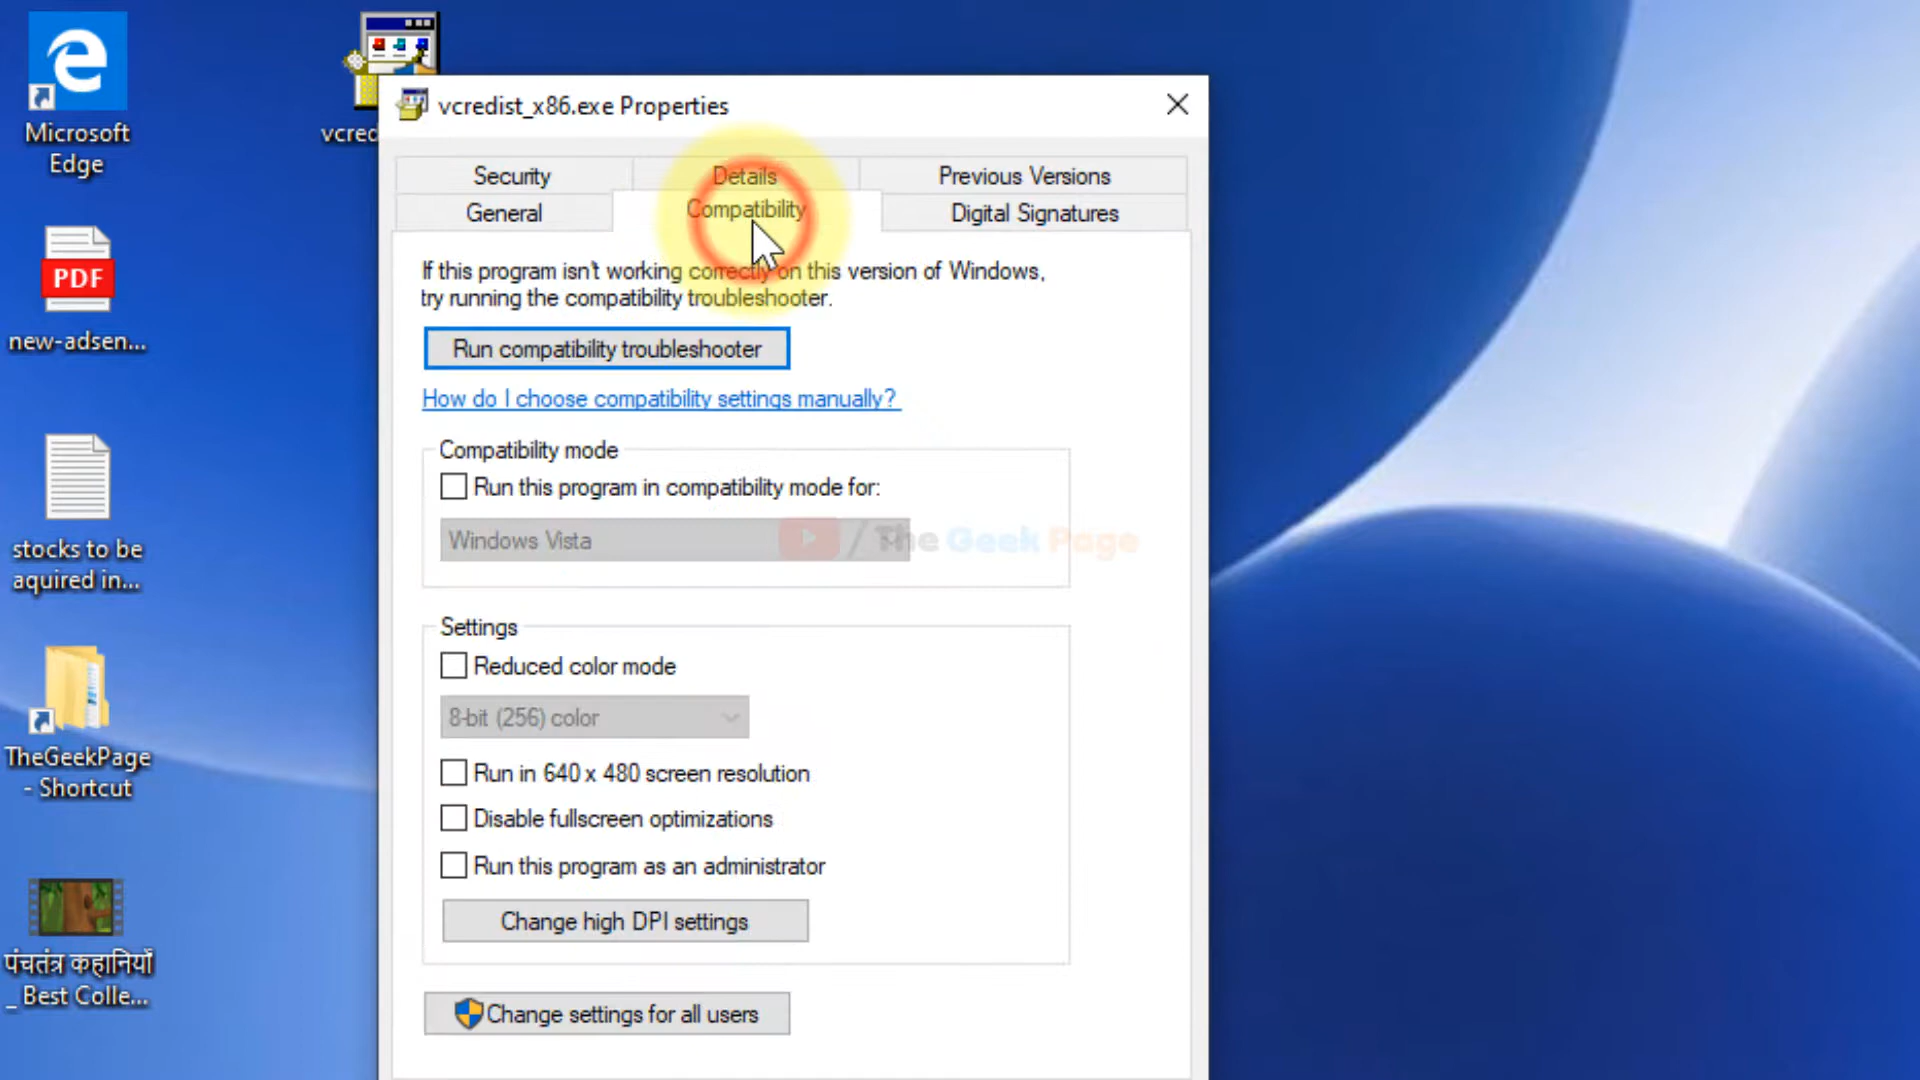 Microsoft
Edge
PDF
new-adsen...
stocks to be
aquired in...
TheGeekPage
- Shortcut
पंचतंत्र कहानियाँ
_ Best Colle...
vcred
vcredist_x86.exe Properties
Security
Details
Previous Versions
General
Compatibility
Digital Signatures
If this program isn't working correctly on this version of Windows,
try running the compatibility troubleshooter.
Run compatibility troubleshooter
How do I choose compatibility settings manually?
Compatibility mode
Run this program in compatibility mode for:
Windows Vista
/ The Geek Page
Settings
Reduced color mode
8-bit (256) color
Run in 640 x 480 screen resolution
Disable fullscreen optimizations
Run this program as an administrator
Change high DPI settings
Change settings for all users